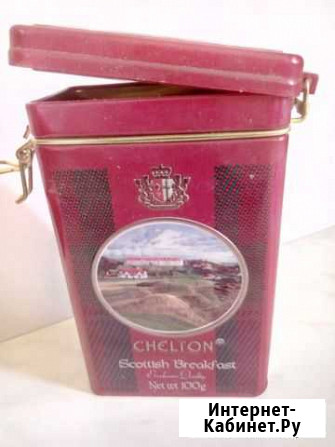 CHELTON®
Scottish Breakfast
Net wt 100g
Интернет-
Кабинет.Ру